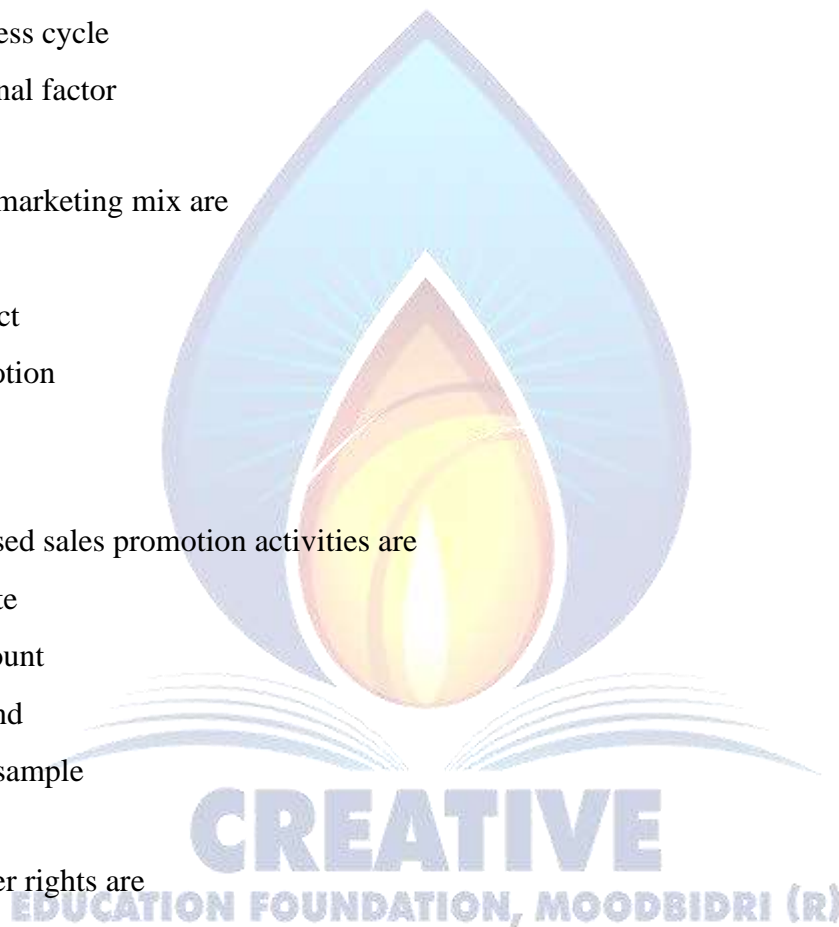 ess cycle
nal factor
marketing mix are
ct
otion
sed sales promotion activities are
te
ount
nd
sample
er rights are
CREATIVE
EDUCATION FOUNDATION, MOODBIDRI (R)